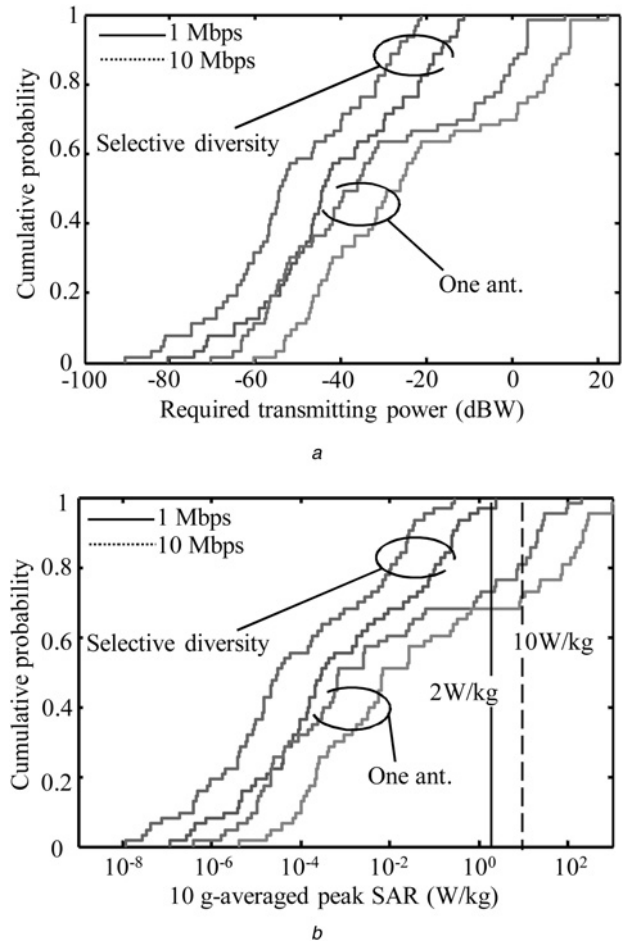 1
1 Mbps
10 Mbps
0.8
Selective diversity
0.6
0.4
One ant.
0.2
0
-100 -80 -60 -40 -20 0 20
Cumulative probability
Required transmitting power (dBW)
a
1
1 Mbps
10 Mbps
0.8
Selective diversity
0.6
10W/kg
2W/kg
0.4
One ant.
0.2
0
10⁻⁸ 10⁻⁶ 10⁻⁴ 10⁻² 10⁰ 10²
Cumulative probability
10 g-averaged peak SAR (W/kg)
b